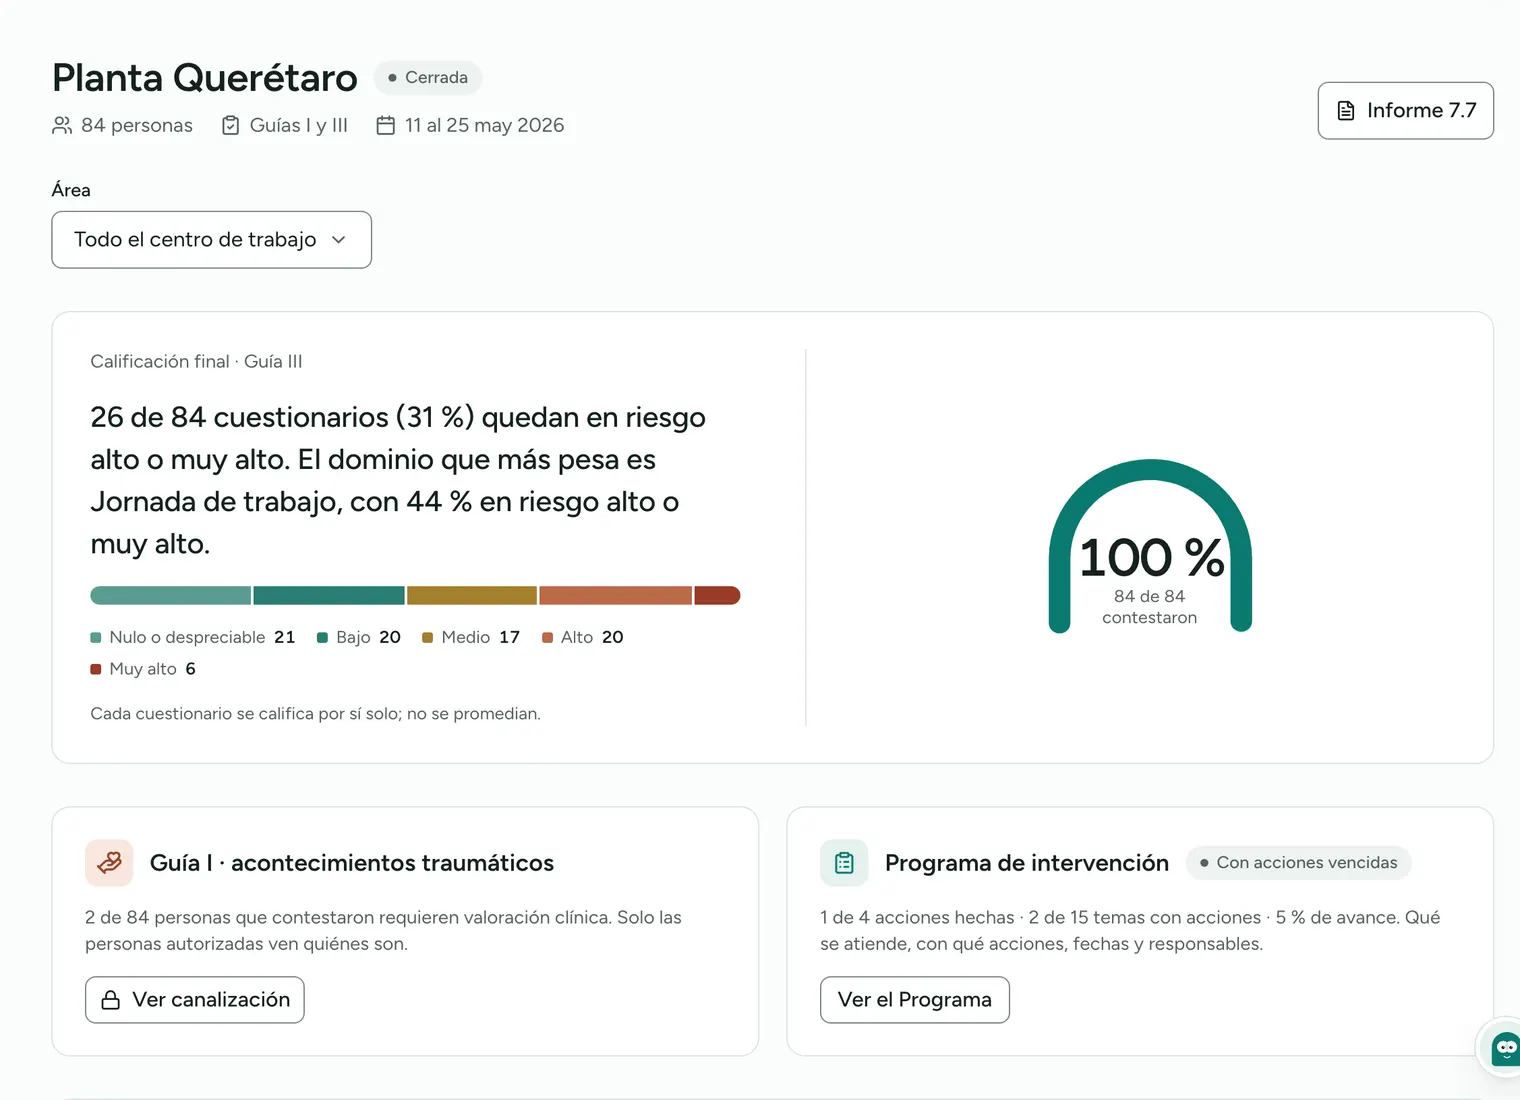 Planta Querétaro
Cerrada
84 personas
Guías I y III
11 al 25 may 2026
Informe 7.7
Área
Todo el centro de trabajo
Calificación final · Guía III
26 de 84 cuestionarios (31 %) quedan en riesgo
alto o muy alto. El dominio que más pesa es
Jornada de trabajo, con 44 % en riesgo alto o
muy alto.
Nulo o despreciable 21
Bajo 20
Medio 17
Alto 20
Muy alto 6
Cada cuestionario se califica por sí solo; no se promedian.
100 %
84 de 84
contestaron
Guía I · acontecimientos traumáticos
2 de 84 personas que contestaron requieren valoración clínica. Solo las
personas autorizadas ven quiénes son.
Ver canalización
Programa de intervención
Con acciones vencidas
1 de 4 acciones hechas · 2 de 15 temas con acciones · 5 % de avance. Qué
se atiende, con qué acciones, fechas y responsables.
Ver el Programa